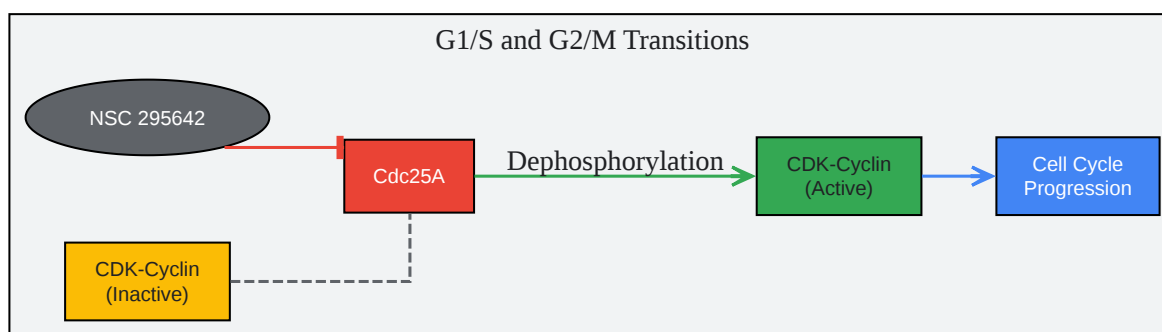 G1/S and G2/M Transitions
NSC 295642
Cdc25A
Dephosphorylation
CDK-Cyclin
(Active)
Cell Cycle
Progression
CDK-Cyclin
(Inactive)